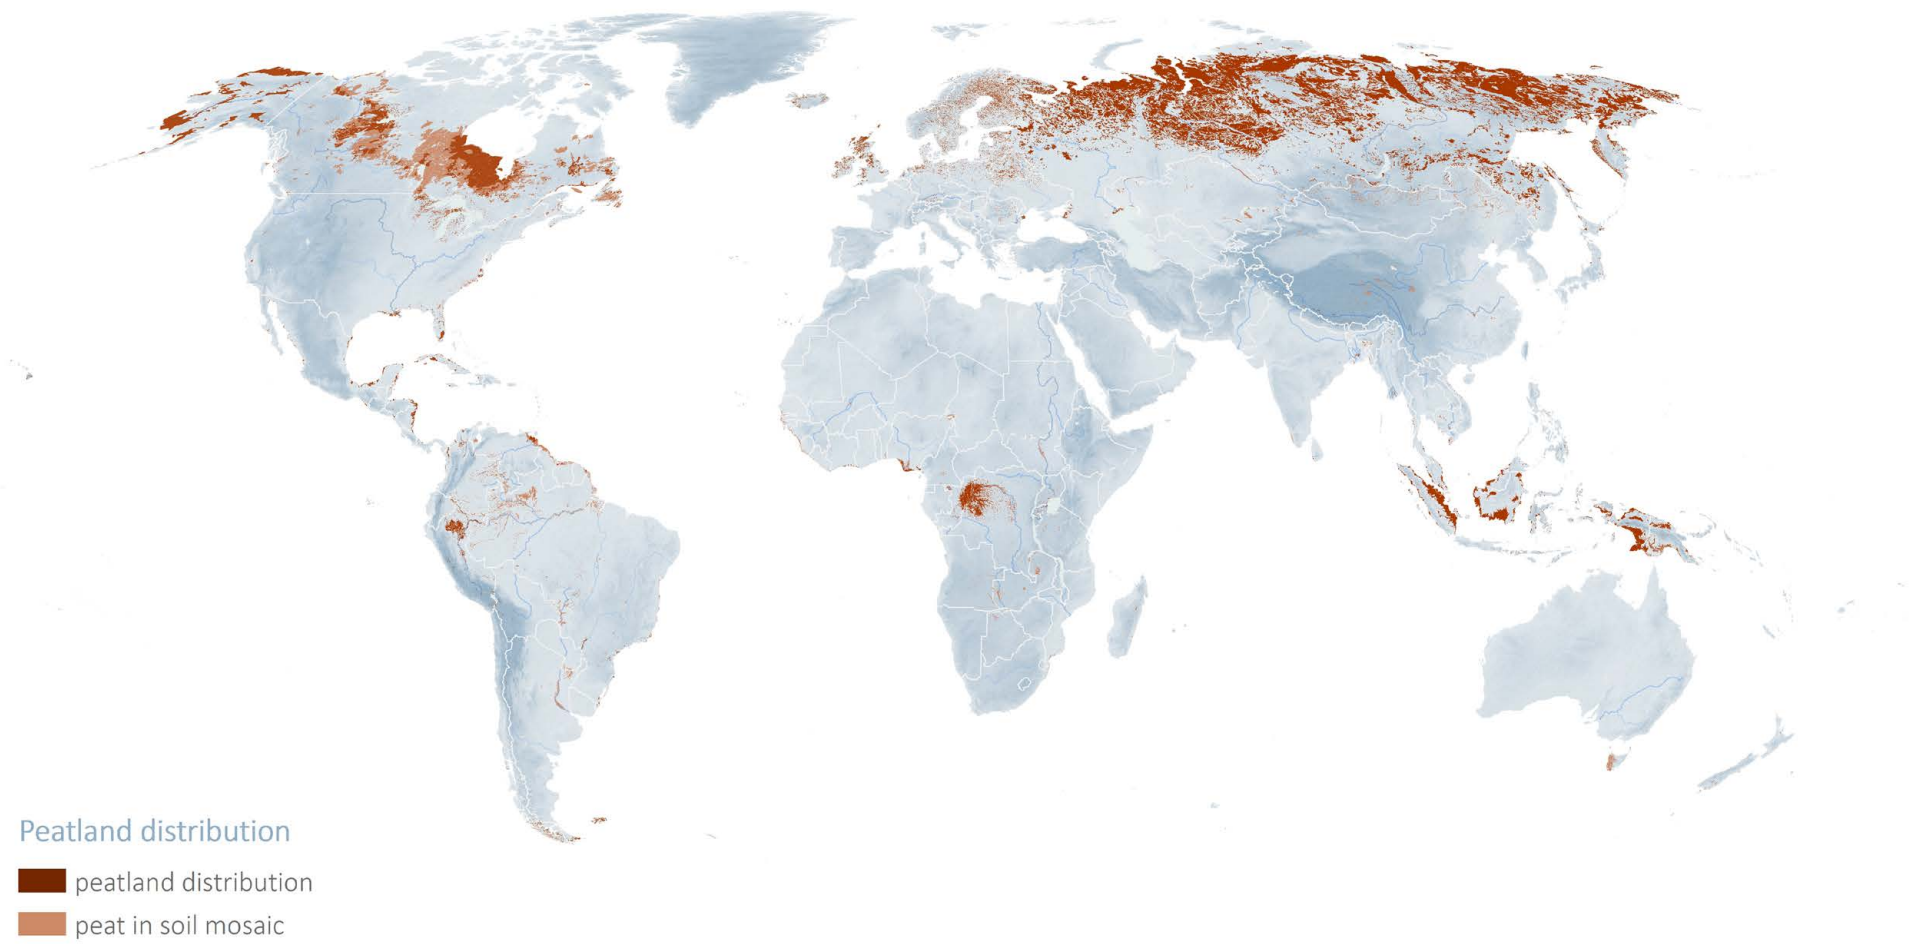 Peatland distribution
peatland distribution
peat in soil mosaic